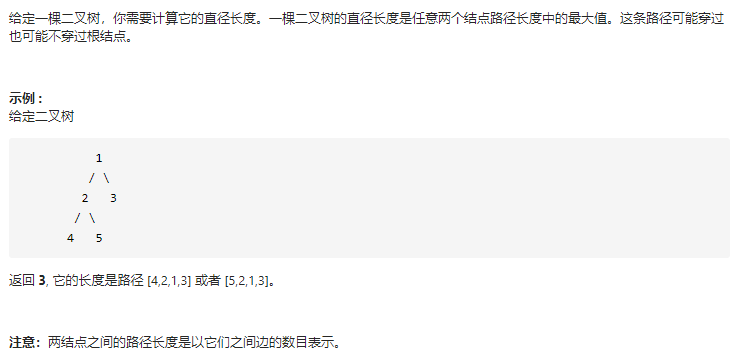 给定一棵二叉树，你需要计算它的直径长度。一棵二叉树的直径长度是任意两个结点路径长度中的最大值。这条路径可能穿过
也可能不穿过根结点。
示例 :
给定二叉树
1
/ \
2 3
/ \
4 5
返回 3, 它的长度是路径 [4,2,1,3] 或者 [5,2,1,3]。
注意：两结点之间的路径长度是以它们之间边的数目表示。